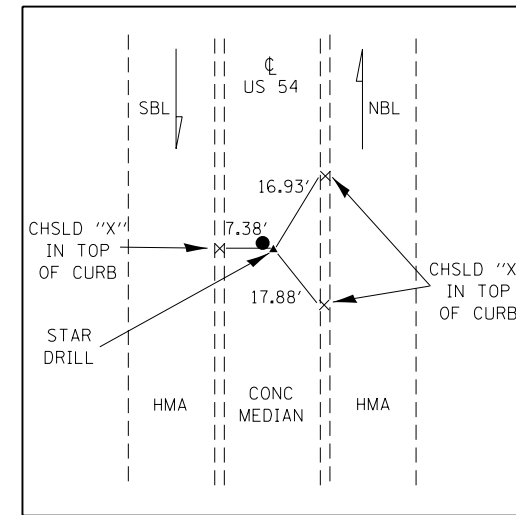 ℄
US 54
SBL
NBL
16.93'
CHSLD "X"
IN TOP
OF CURB
7.38'
CHSLD "X
IN TOP
OF CURB
17.88'
STAR
DRILL
HMA
CONC
MEDIAN
HMA